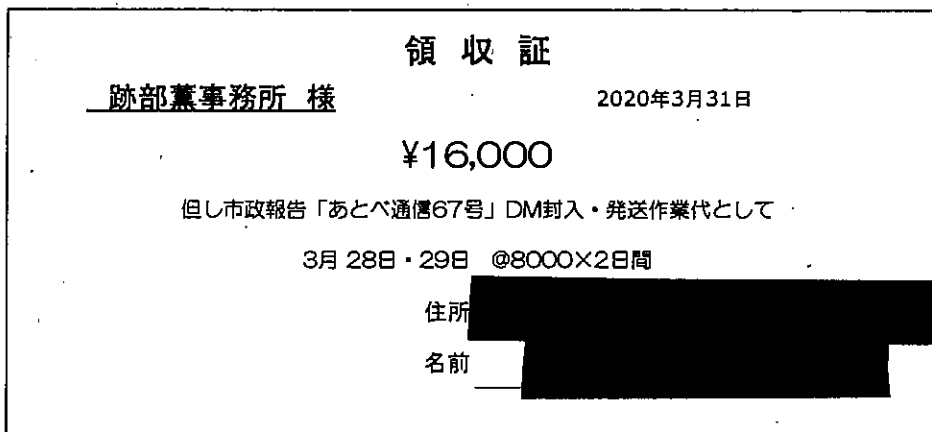 領収証
跡部薫事務所 様 2020年3月31日
¥16,000
但し市政報告「あとべ通信67号」DM封入・発送作業代として
3月28日・29日 @8000×2日間
住所
名前